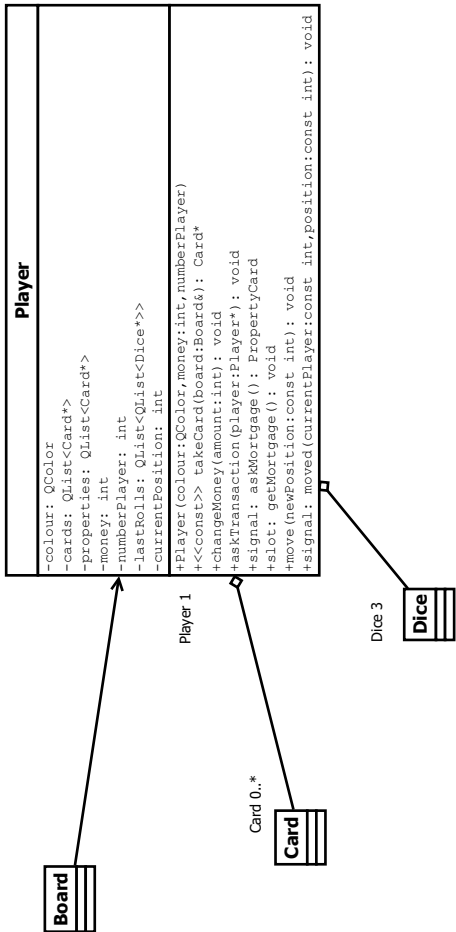 Player
-colour: QColor
-cards: QList<Card*>
-properties: QList<Card*>
-money: int
-numberPlayer: int
-lastRolls: QList<QList<Dice*>>
-currentPosition: int
+Player(colour:QColor,money:int,numberPlayer)
+<<const>> takeCard(board:Board&): Card*
+changeMoney(amount:int): void
+askTransaction(player:Player*): void
+signal: askMortgage(): PropertyCard
+slot: getMortgage(): void
+move(newPosition:const int): void
+signal: moved(currentPlayer:const int,position:const int): void
Player 1
Dice 3
Dice
Card 0..*
Card
Board